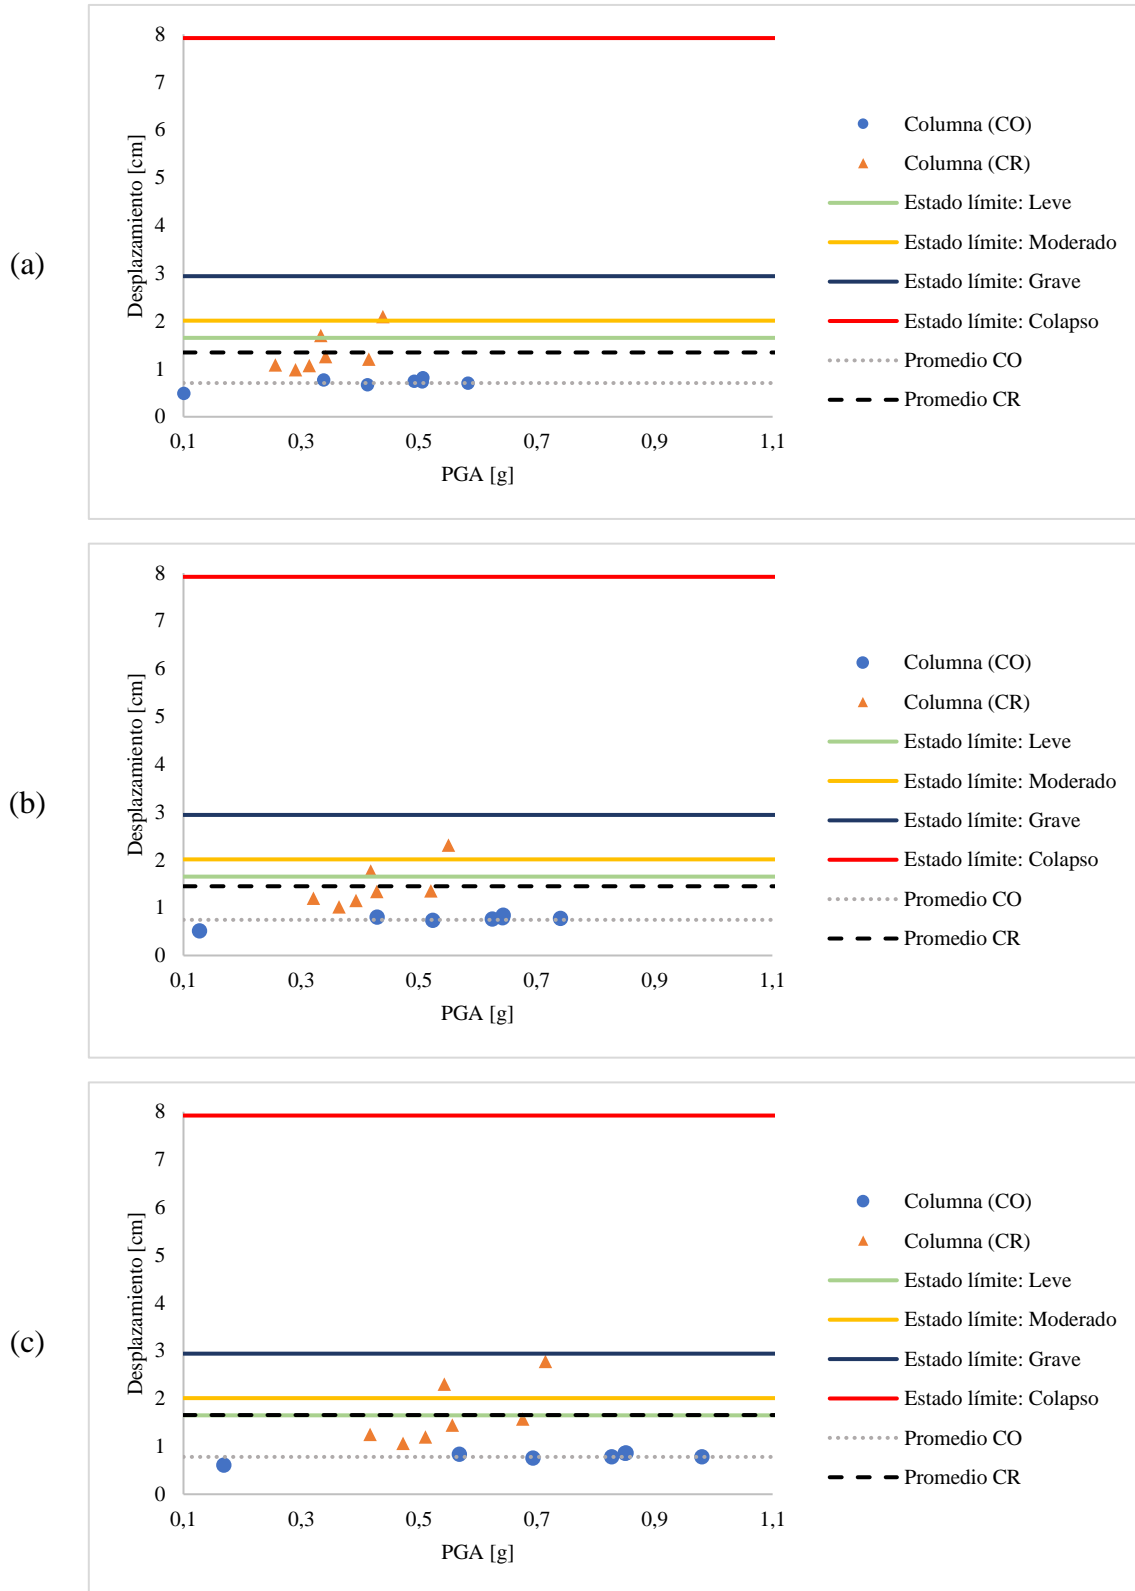 (a)
Desplazamiento [cm]
8
7
6
5
4
3
2
1
0
0,1 0,3 0,5 0,7 0,9 1,1
PGA [g]
Columna (CO)
Columna (CR)
Estado límite: Leve
Estado límite: Moderado
Estado límite: Grave
Estado límite: Colapso
Promedio CO
Promedio CR
(b)
Desplazamiento [cm]
8
7
6
5
4
3
2
1
0
0,1 0,3 0,5 0,7 0,9 1,1
PGA [g]
Columna (CO)
Columna (CR)
Estado límite: Leve
Estado límite: Moderado
Estado límite: Grave
Estado límite: Colapso
Promedio CO
Promedio CR
(c)
Desplazamiento [cm]
8
7
6
5
4
3
2
1
0
0,1 0,3 0,5 0,7 0,9 1,1
PGA [g]
Columna (CO)
Columna (CR)
Estado límite: Leve
Estado límite: Moderado
Estado límite: Grave
Estado límite: Colapso
Promedio CO
Promedio CR